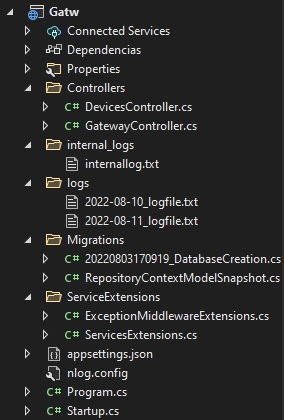 Gatw
Connected Services
Dependencias
Properties
Controllers
C# DevicesController.cs
C# GatewayController.cs
internal_logs
internallog.txt
logs
2022-08-10_logfile.txt
2022-08-11_logfile.txt
Migrations
C# 20220803170919_DatabaseCreation.cs
C# RepositoryContextModelSnapshot.cs
ServiceExtensions
C# ExceptionMiddlewareExtensions.cs
C# ServicesExtensions.cs
appsettings.json
nlog.config
C# Program.cs
C# Startup.cs